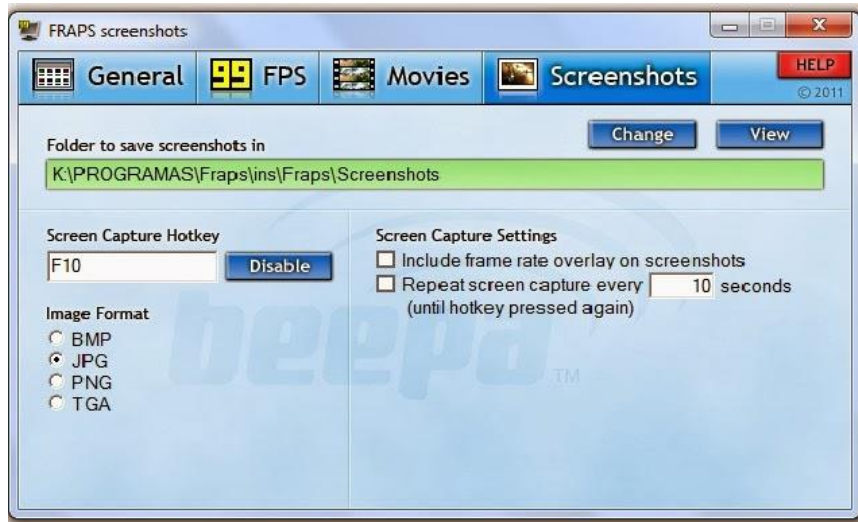 FRAPS screenshots
General 99 FPS Movies Screenshots HELP
© 2011
Folder to save screenshots in
Change View
K:\PROGRAMAS\Fraps\ins\Fraps\Screenshots
Screen Capture Hotkey
F10 Disable
Image Format
BMP
JPG
PNG
TGA
Screen Capture Settings
Include frame rate overlay on screenshots
Repeat screen capture every 10 seconds
(until hotkey pressed again)
beepa TM